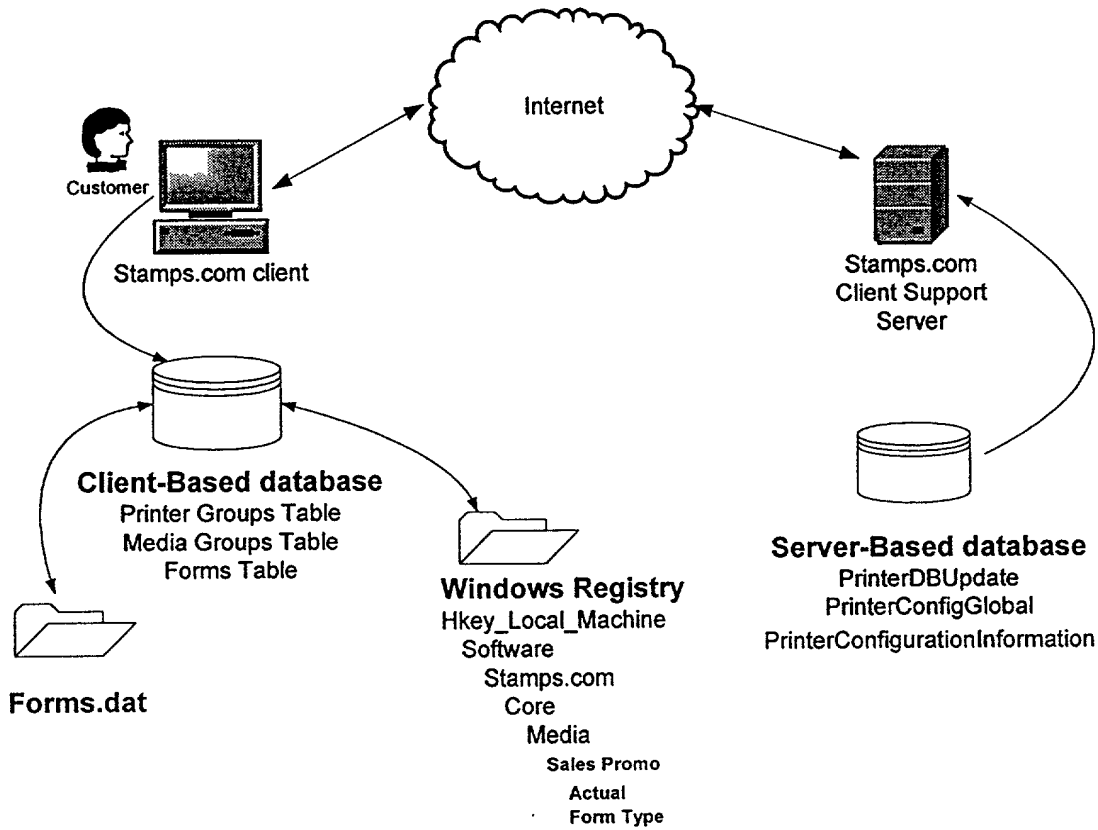 Internet
Customer
Stamps.com client
Stamps.com
Client Support
Server
Client-Based database
Printer Groups Table
Media Groups Table
Forms Table
Forms.dat
Windows Registry
Hkey_Local_Machine
Software
Stamps.com
Core
Media
Sales Promo
Actual
Form Type
Server-Based database
PrinterDBUpdate
PrinterConfigGlobal
PrinterConfigurationInformation